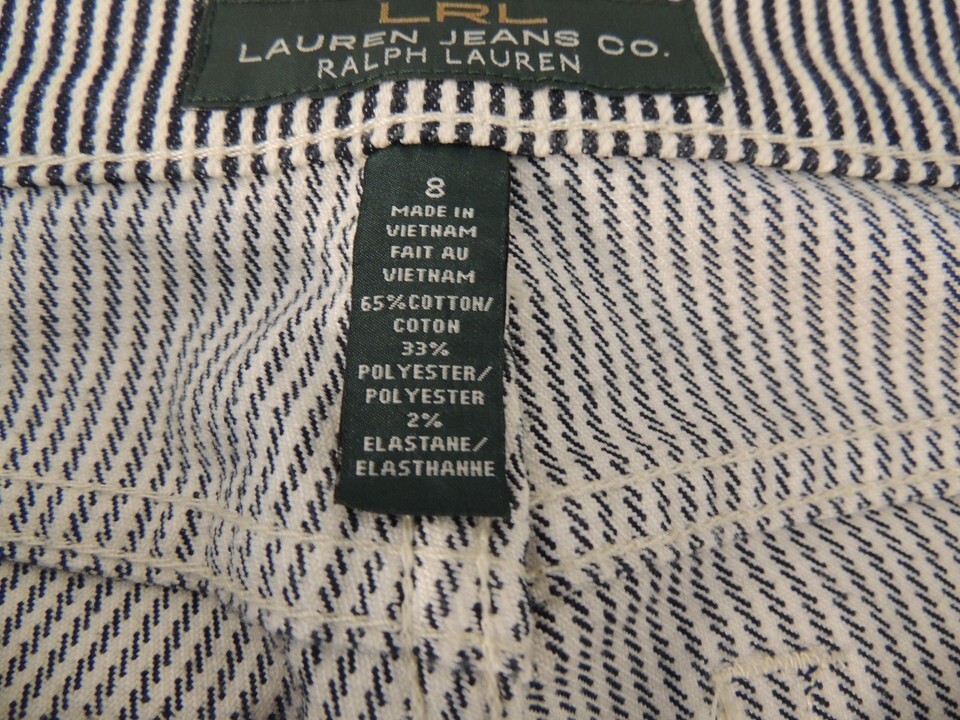 LRL
LAUREN JEANS CO.
RALPH LAUREN
8
MADE IN
VIETNAM
FAIT AU
VIETNAM
65%COTTON/
COTON
33%
POLYESTER/
POLYESTER
2%
ELASTANE/
ELASTHANNE